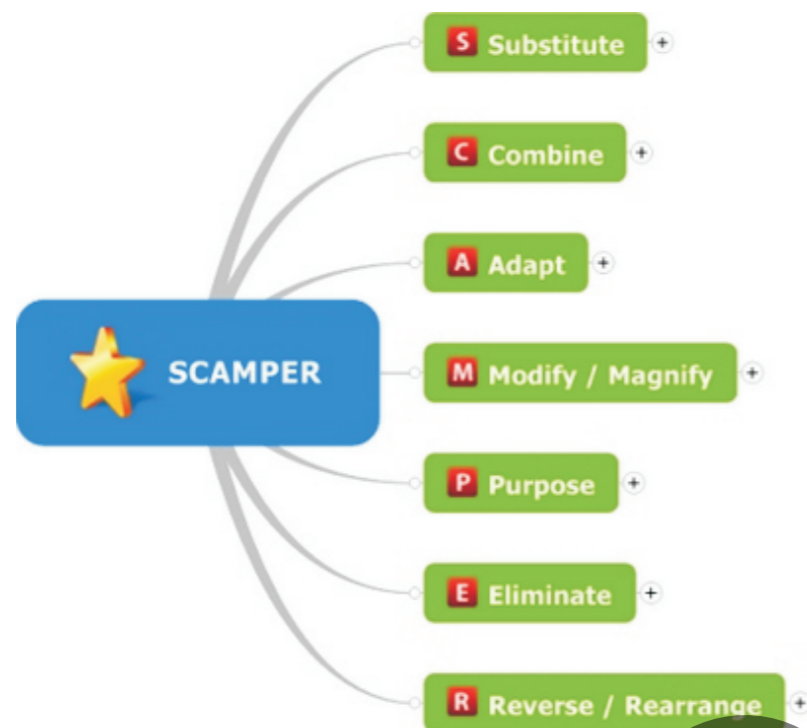 S Substitute
C Combine
A Adapt
SCAMPER
M Modify / Magnify
P Purpose
E Eliminate
R Reverse / Rearrange